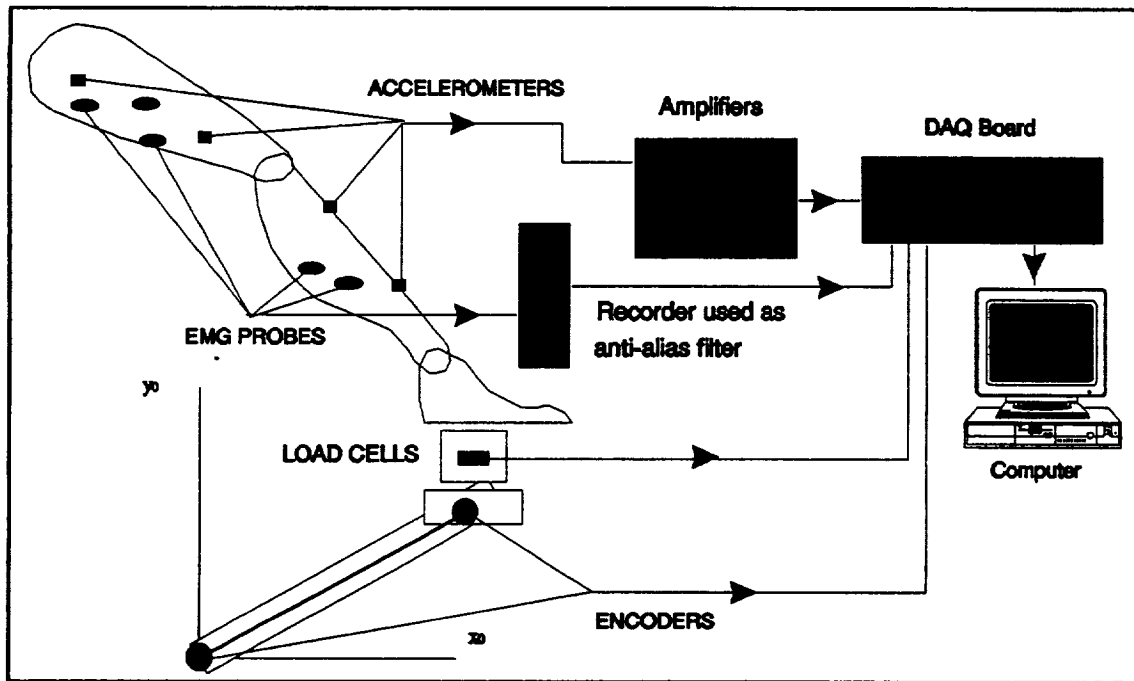 ACCELEROMETERS
Amplifiers
DAQ Board
EMG PROBES
Recorder used as
anti-alias filter
y₀
LOAD CELLS
Computer
x₀
ENCODERS